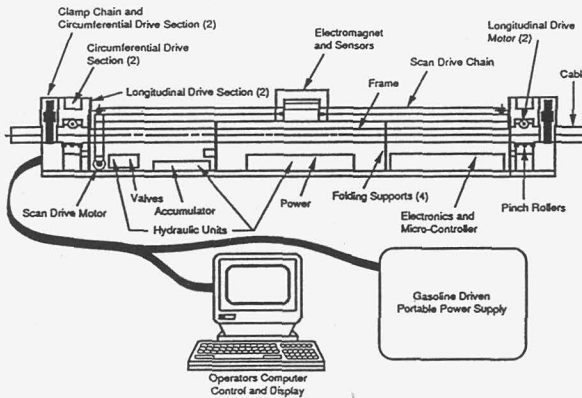 Clamp Chain and
Circumferential Drive Section (2)
Circumferential Drive
Section (2)
Longitudinal Drive Section (2)
Electromagnet
and Sensors
Scan Drive Chain
Longitudinal Drive
Motor (2)
Frame
Scan Drive Motor
Valves
Accumulator
Hydraulic Units
Power
Folding Supports (4)
Electronics and
Micro-Controller
Pinch Rollers
Gasoline Driven
Portable Power Supply
Operators Computer
Control and Display